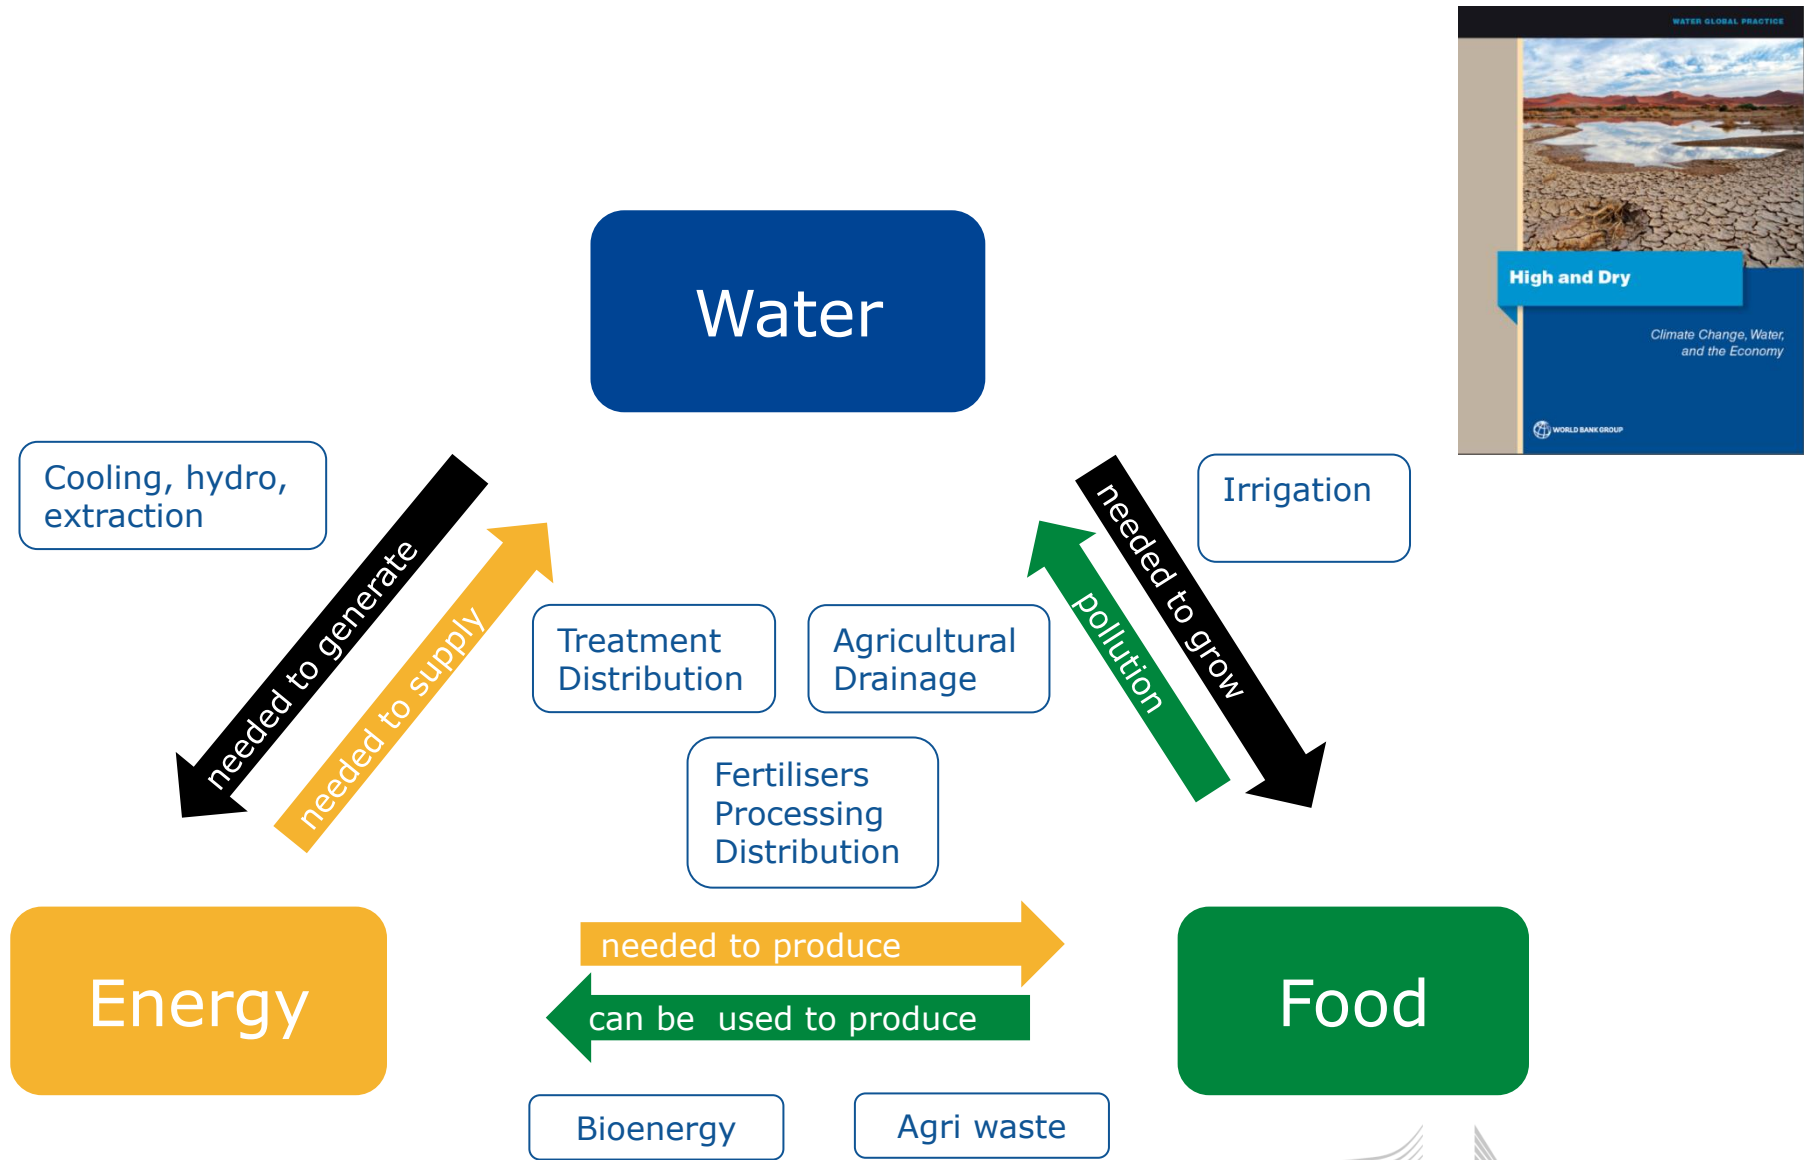 WATER GLOBAL PRACTICE
High and Dry
Climate Change, Water,
and the Economy
WORLD BANK GROUP
Water
Cooling, hydro,
extraction
needed to generate
needed to supply
Treatment
Distribution
Agricultural
Drainage
pollution
needed to grow
Irrigation
Fertilisers
Processing
Distribution
Energy
needed to produce
can be  used to produce
Food
Bioenergy
Agri waste